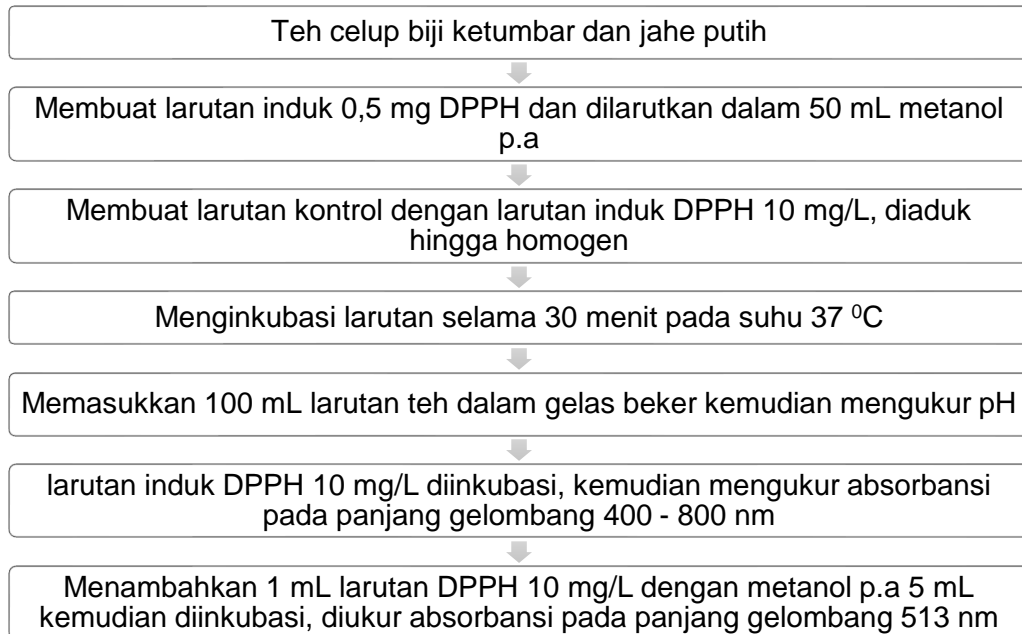 Teh celup biji ketumbar dan jahe putih
Membuat larutan induk 0,5 mg DPPH dan dilarutkan dalam 50 mL metanol
p.a
Membuat larutan kontrol dengan larutan induk DPPH 10 mg/L, diaduk
hingga homogen
Menginkubasi larutan selama 30 menit pada suhu 37 ⁰C
Memasukkan 100 mL larutan teh dalam gelas beker kemudian mengukur pH
larutan induk DPPH 10 mg/L diinkubasi, kemudian mengukur absorbansi
pada panjang gelombang 400 - 800 nm
Menambahkan 1 mL larutan DPPH 10 mg/L dengan metanol p.a 5 mL
kemudian diinkubasi, diukur absorbansi pada panjang gelombang 513 nm